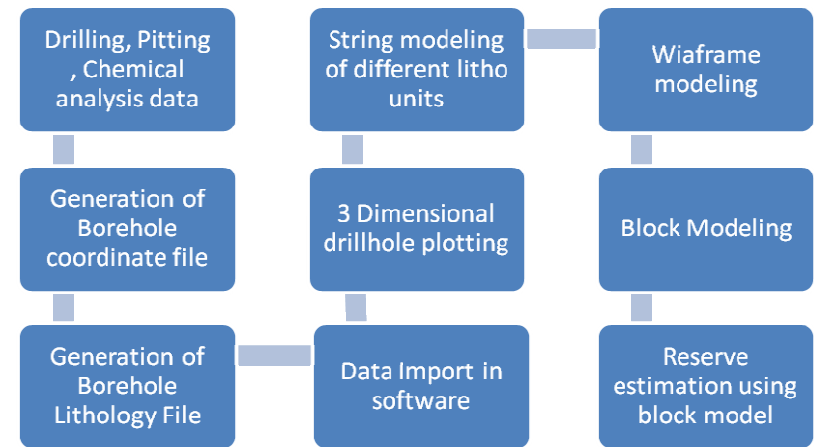 Drilling, Pitting
, Chemical
analysis data
Generation of
Borehole
coordinate file
Generation of
Borehole
Lithology File
Data Import in
software
3 Dimensional
drillhole plotting
String modeling
of different litho
units
Wiaframe
modeling
Block Modeling
Reserve
estimation using
block model